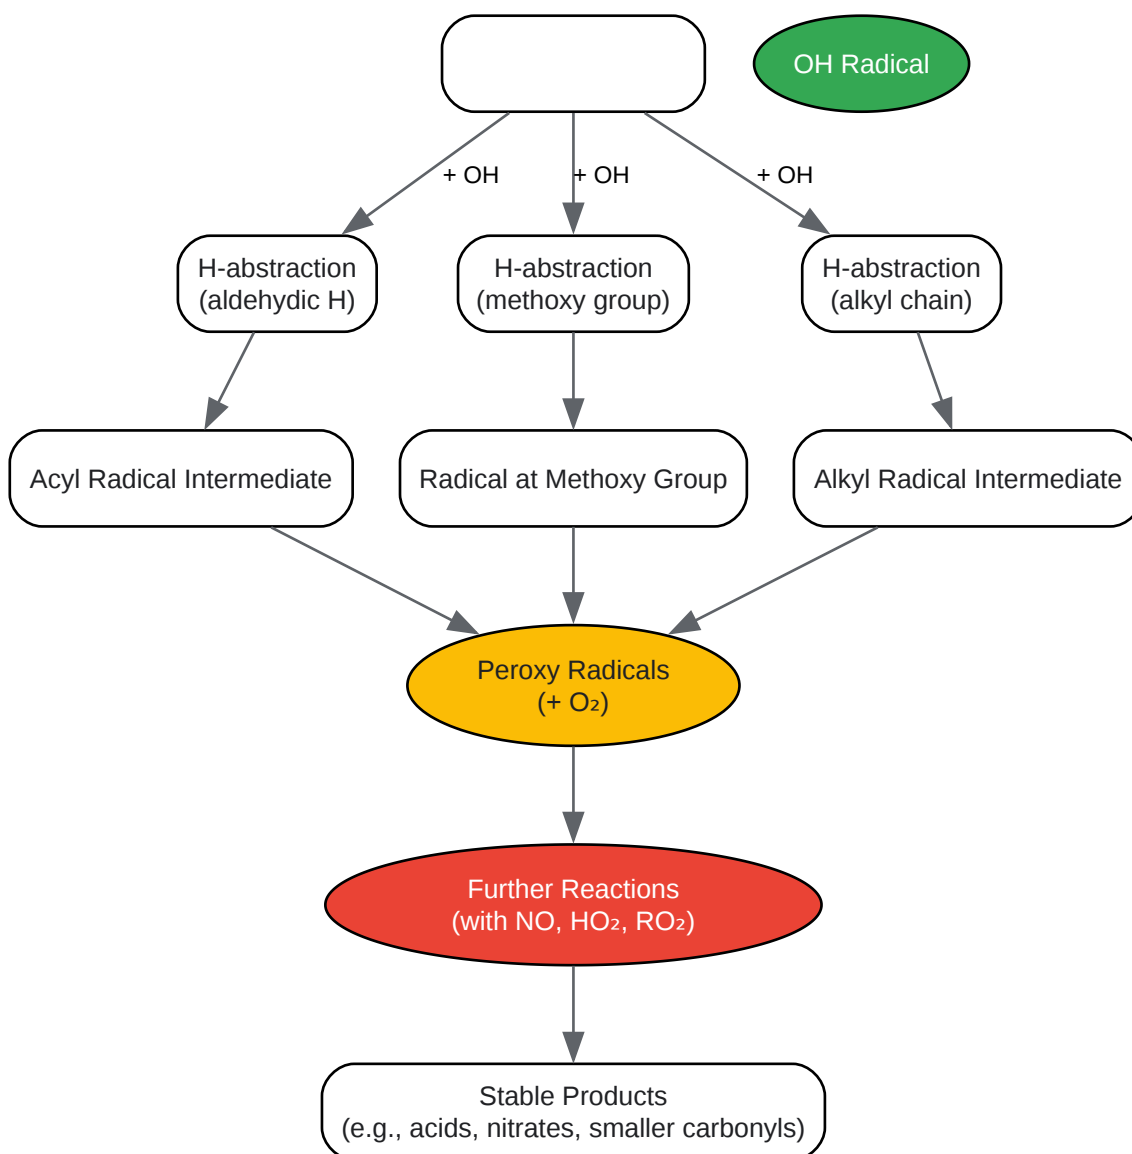 OH Radical
+ OH
+ OH
+ OH
H-abstraction
(aldehydic H)
H-abstraction
(methoxy group)
H-abstraction
(alkyl chain)
Acyl Radical Intermediate
Radical at Methoxy Group
Alkyl Radical Intermediate
Peroxy Radicals
(+ O₂)
Further Reactions
(with NO, HO₂, RO₂)
Stable Products
(e.g., acids, nitrates, smaller carbonyls)